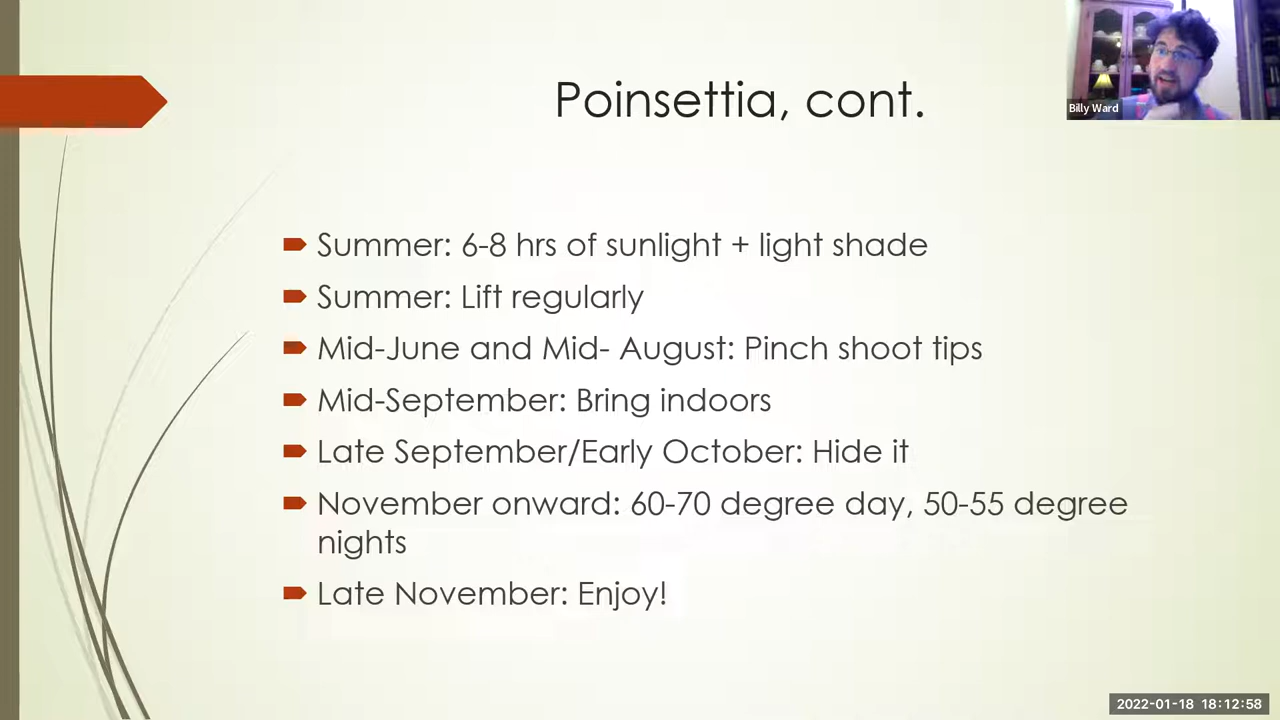 Poinsettia, cont.
Billy Ward
Summer: 6-8 hrs of sunlight + light shade
Summer: Lift regularly
Mid-June and Mid- August: Pinch shoot tips
Mid-September: Bring indoors
Late September/Early October: Hide it
November onward: 60-70 degree day, 50-55 degree
nights
Late November: Enjoy!
2022-01-18 18:12:58